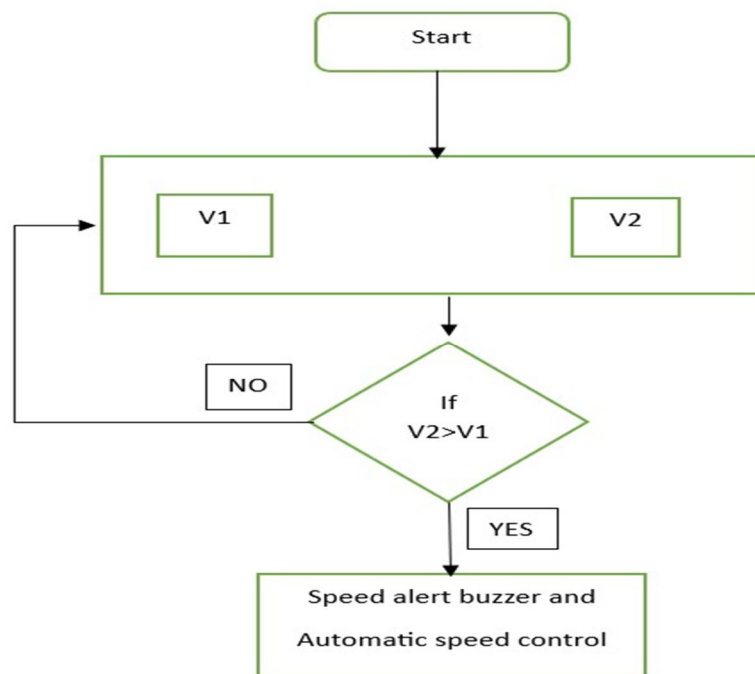 Start
V1
V2
If
V2>V1
NO
YES
Speed alert buzzer and
Automatic speed control